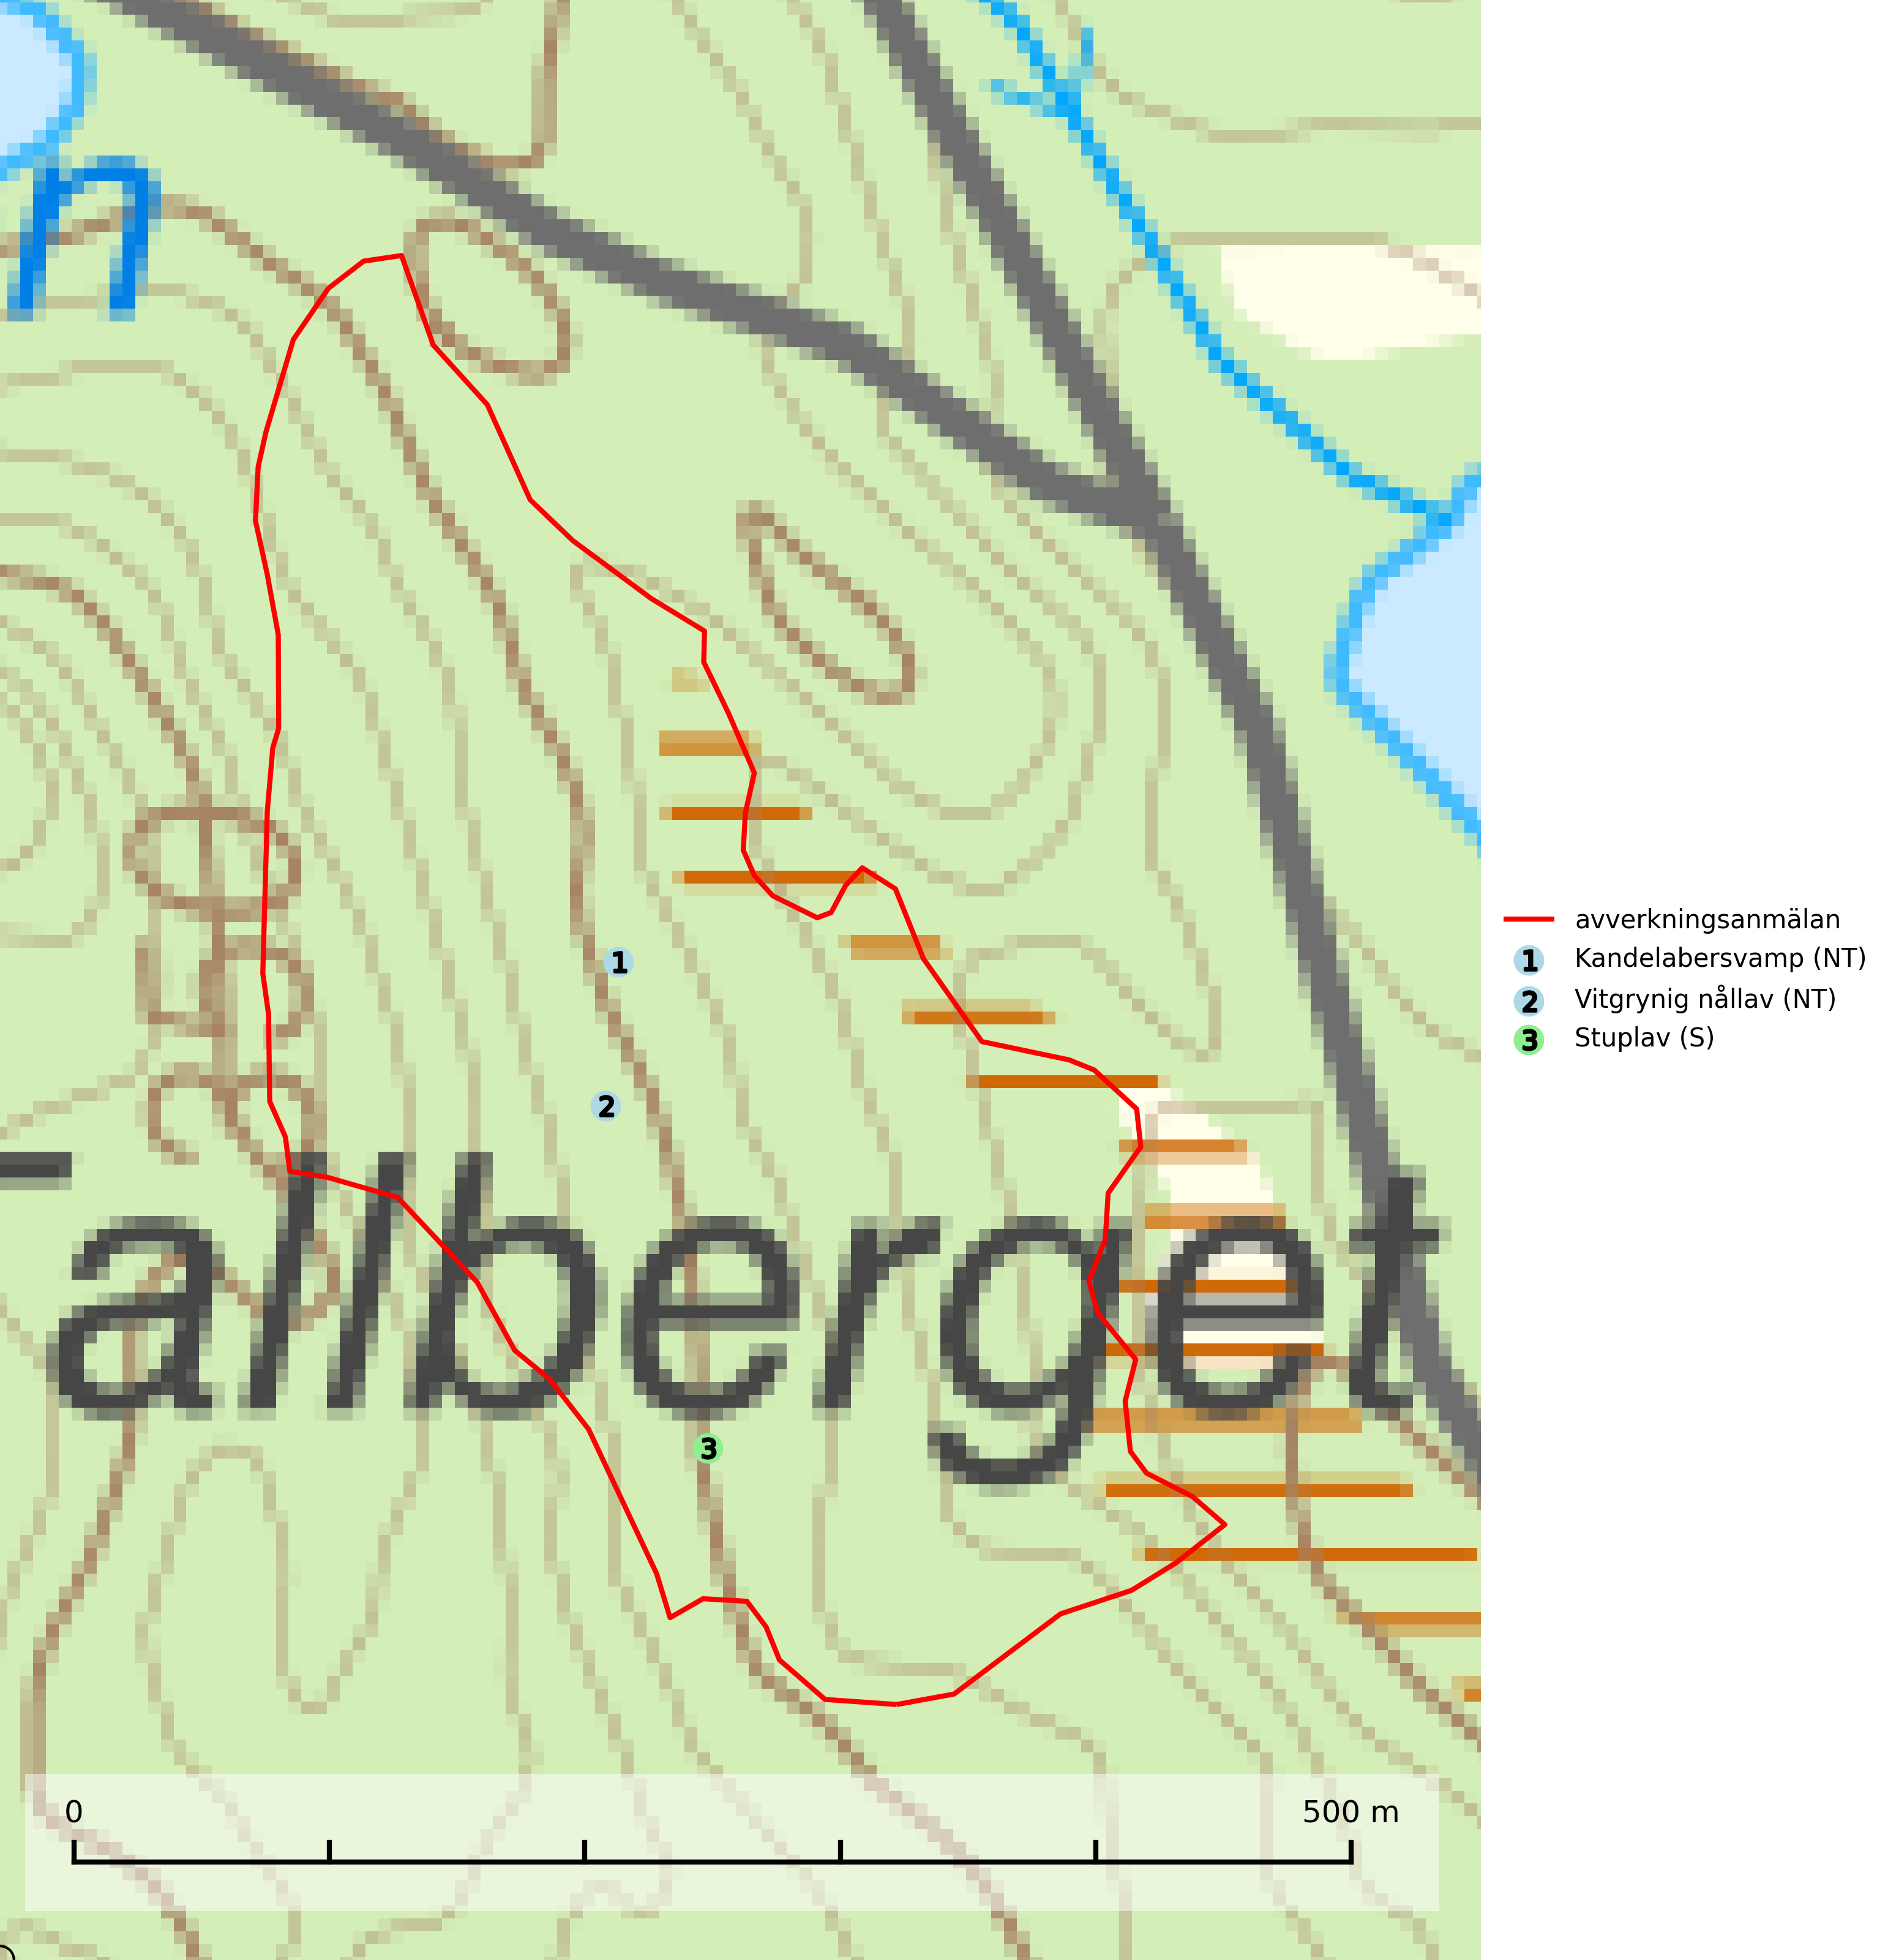 n
allberget
1
2
3
0 500 m
avverkningsanmälan
1 Kandelabersvamp (NT)
2 Vitgrynig nållav (NT)
3 Stuplav (S)